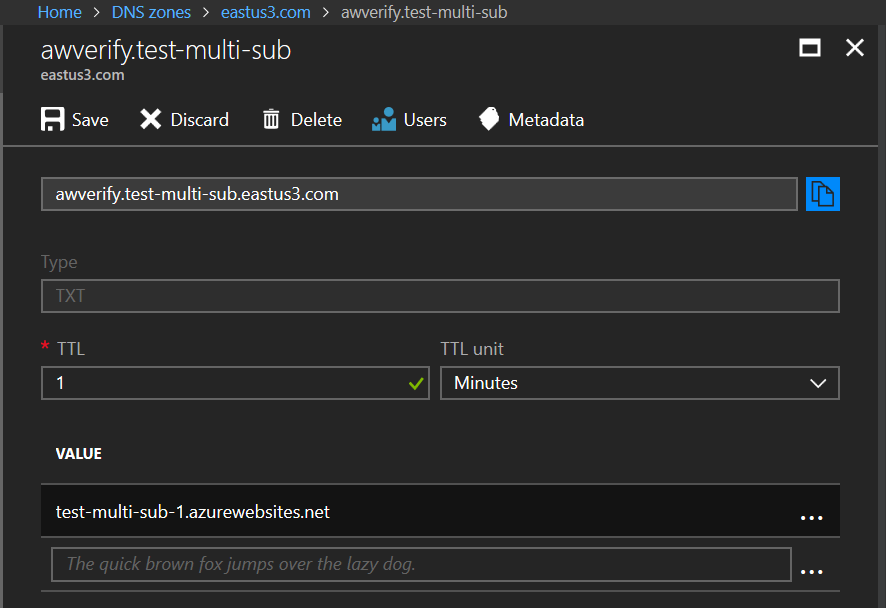 Home > DNS zones > eastus3.com > awverify.test-multi-sub
awverify.test-multi-sub
eastus3.com
Save Discard Delete Users Metadata
awverify.test-multi-sub.eastus3.com
Type
TXT
* TTL TTL unit
1 Minutes
VALUE
test-multi-sub-1.azurewebsites.net ...
The quick brown fox jumps over the lazy dog. ...